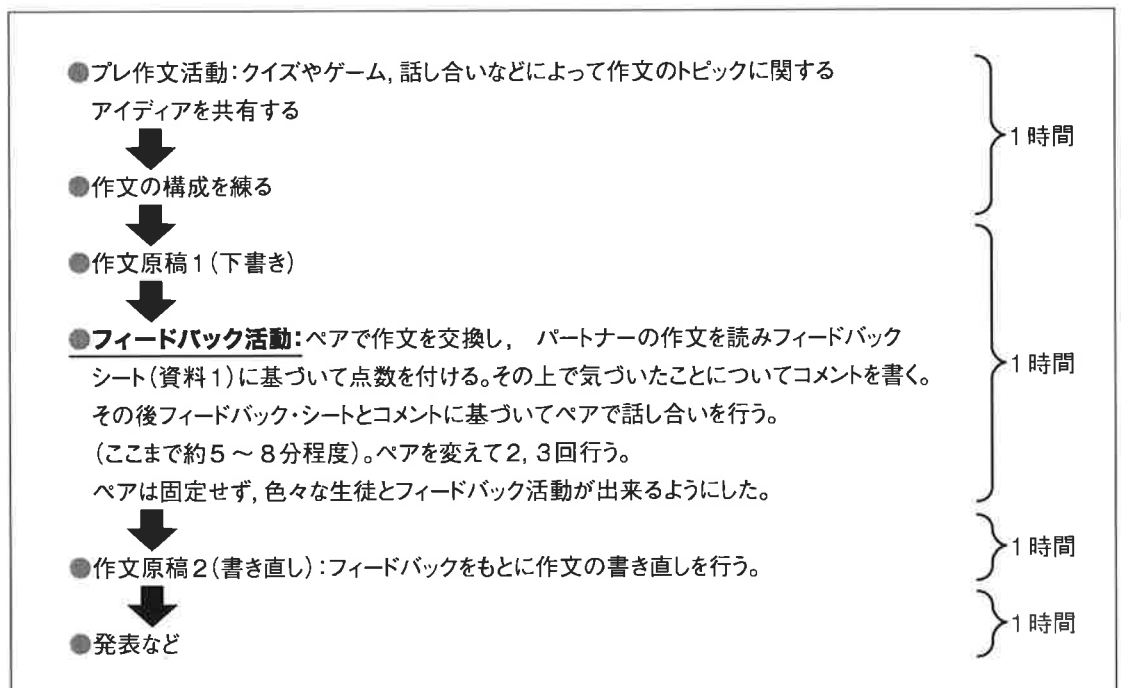 ●プレ作文活動:クイズやゲーム,話し合いなどによって作文のトピックに関する
アイディアを共有する
1時間
●作文の構成を練る
●作文原稿1(下書き)
●フィードバック活動:ペアで作文を交換し, パートナーの作文を読みフィードバック
シート(資料1)に基づいて点数を付ける。その上で気づいたことについてコメントを書く。
1時間
その後フィードバック・シートとコメントに基づいてペアで話し合いを行う。
(ここまで約5~8分程度)。ペアを変えて2,3回行う。
ペアは固定せず,色々な生徒とフィードバック活動が出来るようにした。
1時間
●作文原稿2(書き直し):フィードバックをもとに作文の書き直しを行う。
1時間
●発表など